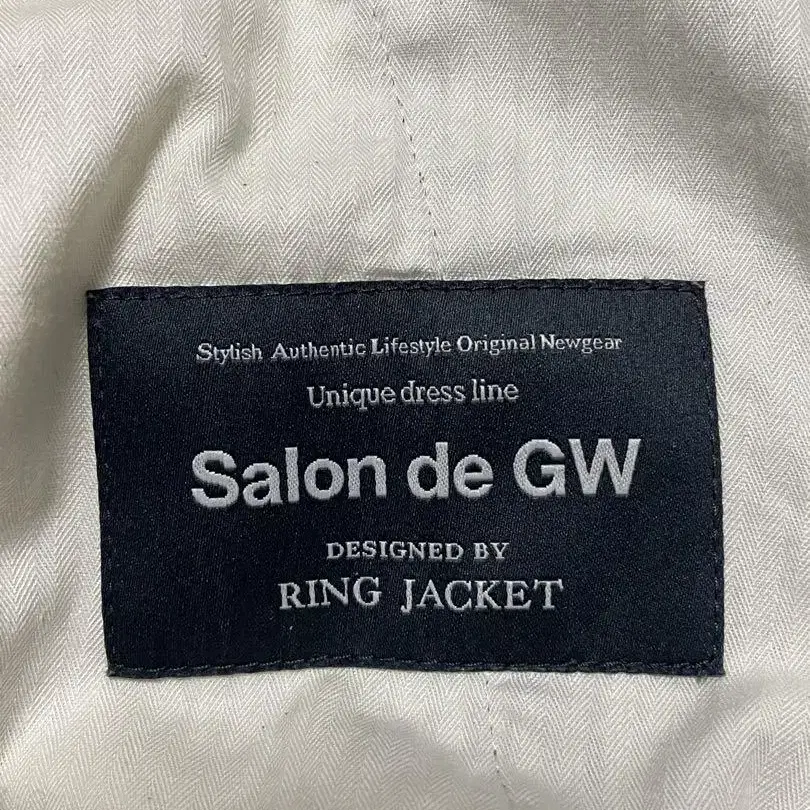 Stylish Authentic Lifestyle Original Newgear
Unique dress line
Salon de GW
DESIGNED BY
RING JACKET